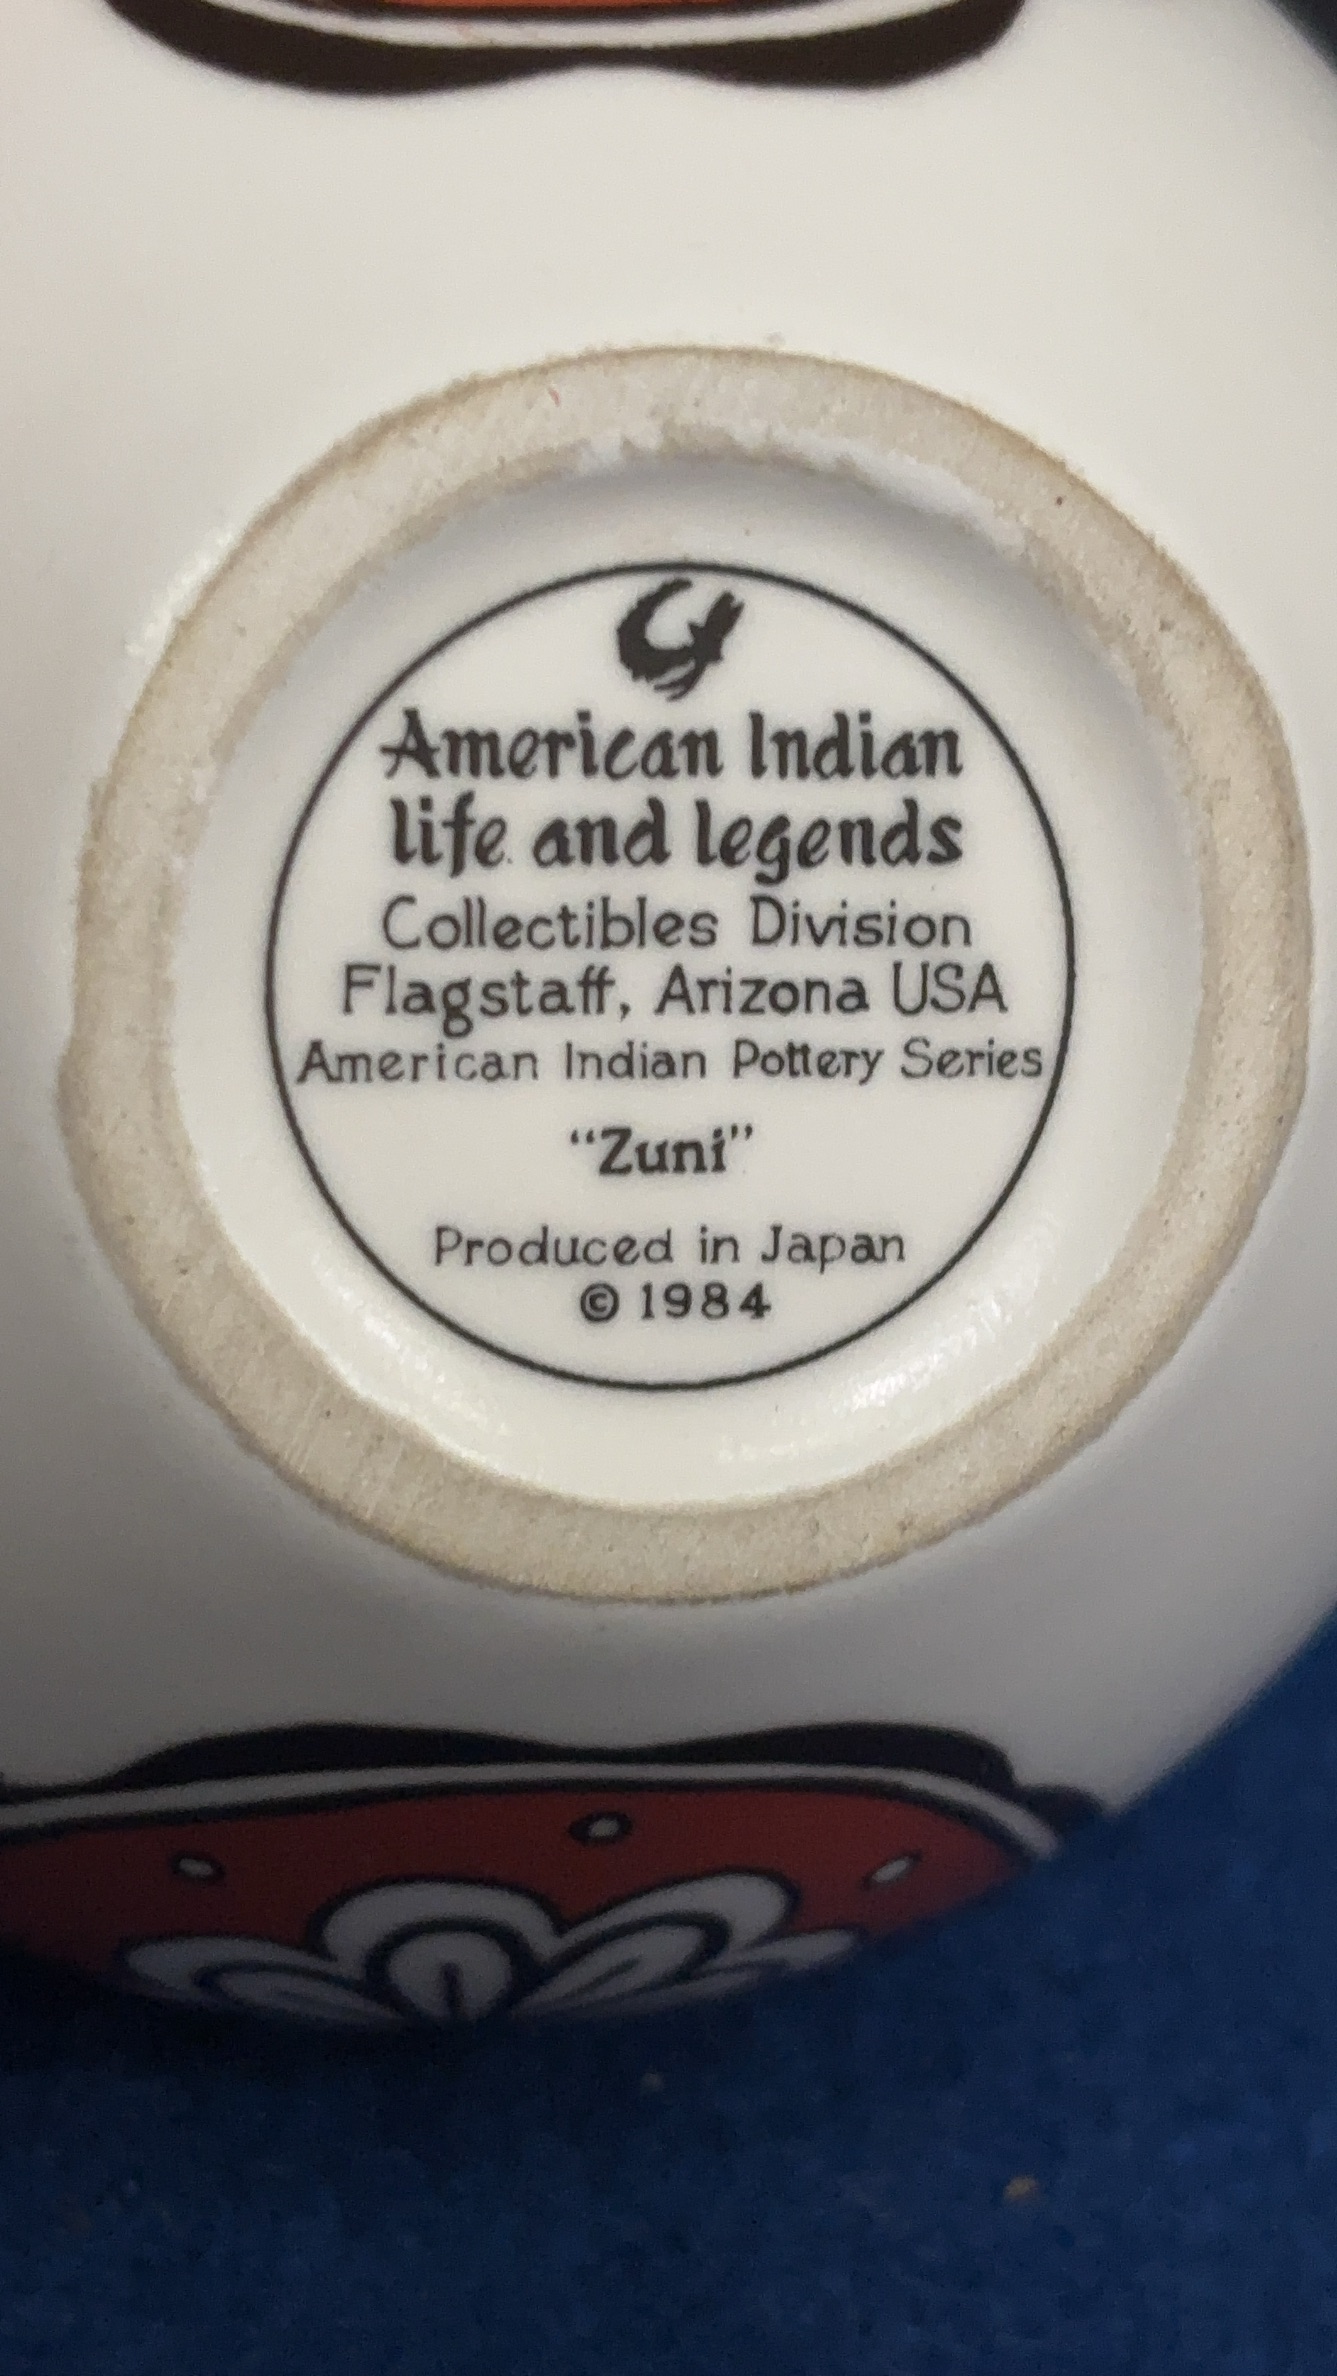 American Indian
life and legends
Collectibles Division
Flagstaff, Arizona USA
American Indian Pottery Series
“Zuni”
Produced in Japan
© 1984